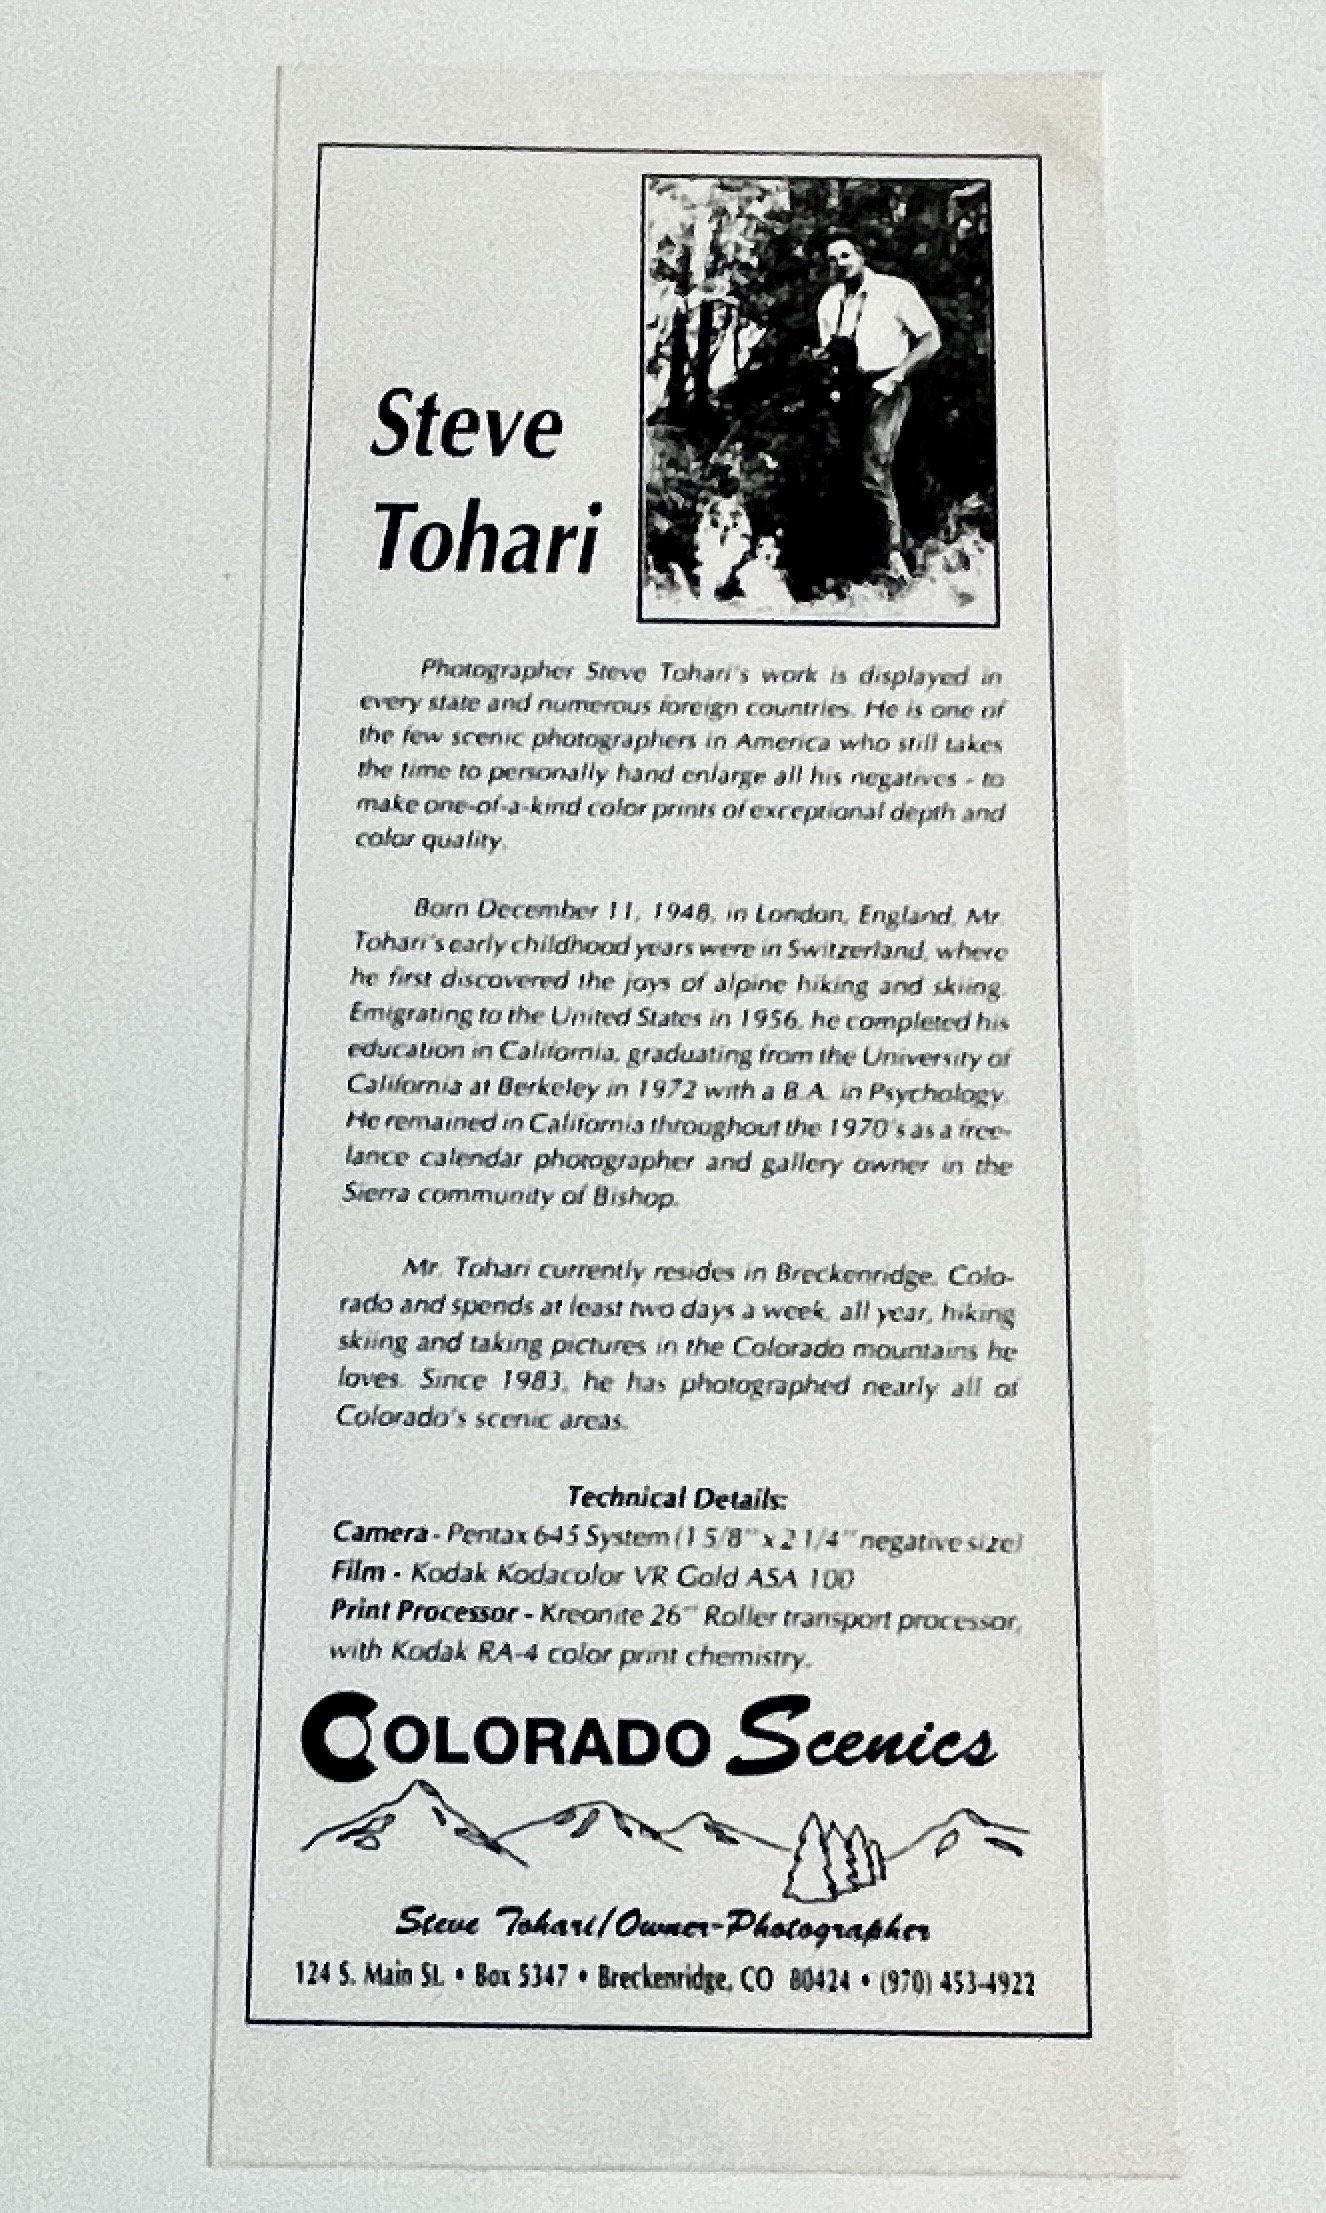 Steve
Tohari
Photographer Steve Tohari's work is displayed in
every state and numerous foreign countries. He is one of
the few scenic photographers in America who still takes
the time to personally hand enlarge all his negatives - to
make one-of-a-kind color prints of exceptional depth and
color quality.
Born December 11, 1948, in London, England, Mr.
Tohari's early childhood years were in Switzerland, where
he first discovered the joys of alpine hiking and skiing.
Emigrating to the United States in 1956, he completed his
education in California, graduating from the University of
California at Berkeley in 1972 with a B.A. in Psychology.
He remained in California throughout the 1970's as a free-
lance calendar photographer and gallery owner in the
Sierra community of Bishop.
Mr. Tohari currently resides in Breckenridge, Colo-
rado and spends at least two days a week, all year, hiking
skiing and taking pictures in the Colorado mountains he
loves. Since 1983, he has photographed nearly all of
Colorado's scenic areas.
Technical Details:
Camera - Pentax 645 System (1 5/8" x 2 1/4" negative size)
Film - Kodak Kodacolor VR Gold ASA 100
Print Processor - Kreonite 26" Roller transport processor,
with Kodak RA-4 color print chemistry.
COLORADO Scenics
Steve Tohari/Owner-Photographer
124 S. Main St. • Box 5347 • Breckenridge, CO 80424 • (970) 453-4922